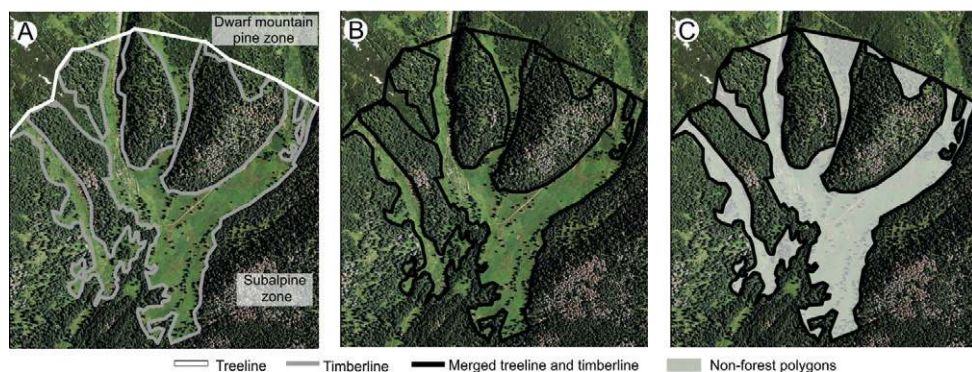 A
Dwarf mountain
pine zone
Subalpine
zone
B
C
Treeline
Timberline
Merged treeline and timberline
Non-forest polygons